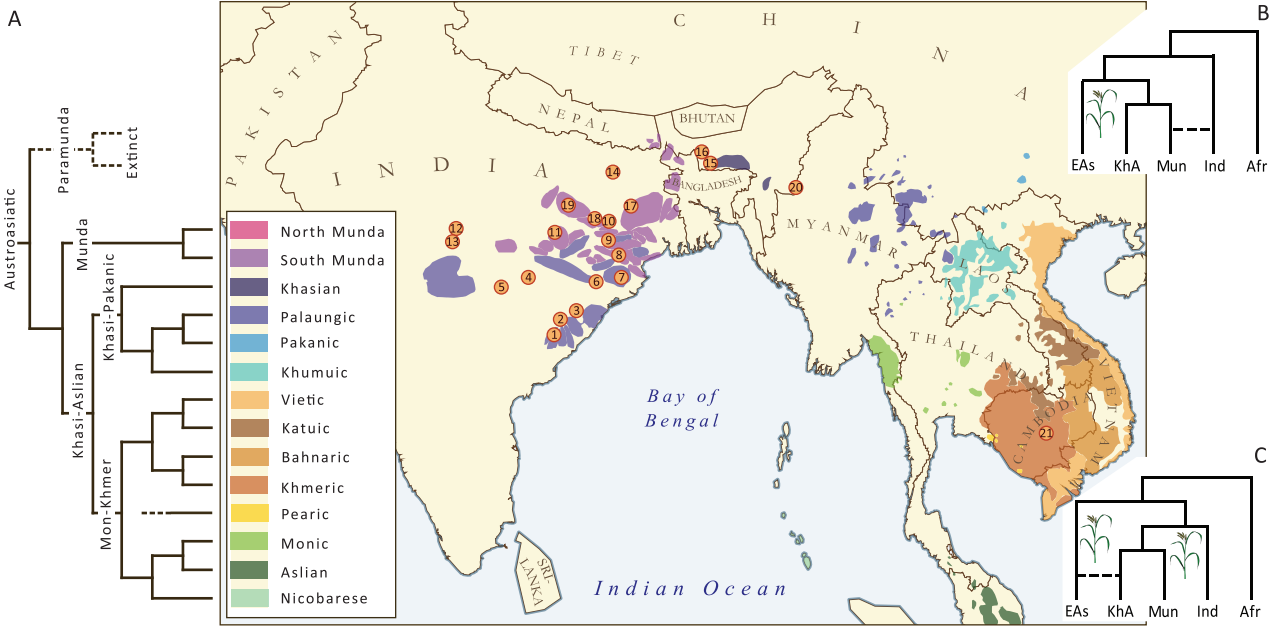 A
B
C
Austroasiatic
Paramunda
Extinct
Munda
Khasi-Aslian
Khasi-Pakanic
Mon-Khmer
North Munda
South Munda
Khasian
Palaungic
Pakanic
Khumuic
Vietic
Katuic
Bahnaric
Khmeric
Pearic
Monic
Aslian
Nicobarese
CHINA
TIBET
PAKISTAN
NEPAL
BHUTAN
INDIA
BANGLADESH
MYANMAR
LAOS
THAILAND
VIETNAM
CAMBODIA
SRI-
LANKA
Bay of
Bengal
Indian Ocean
16
15
14
20
19
17
18
10
12
13
11
9
8
4
5
6
7
3
2
1
21
EAs KhA Mun Ind Afr
EAs KhA Mun Ind Afr